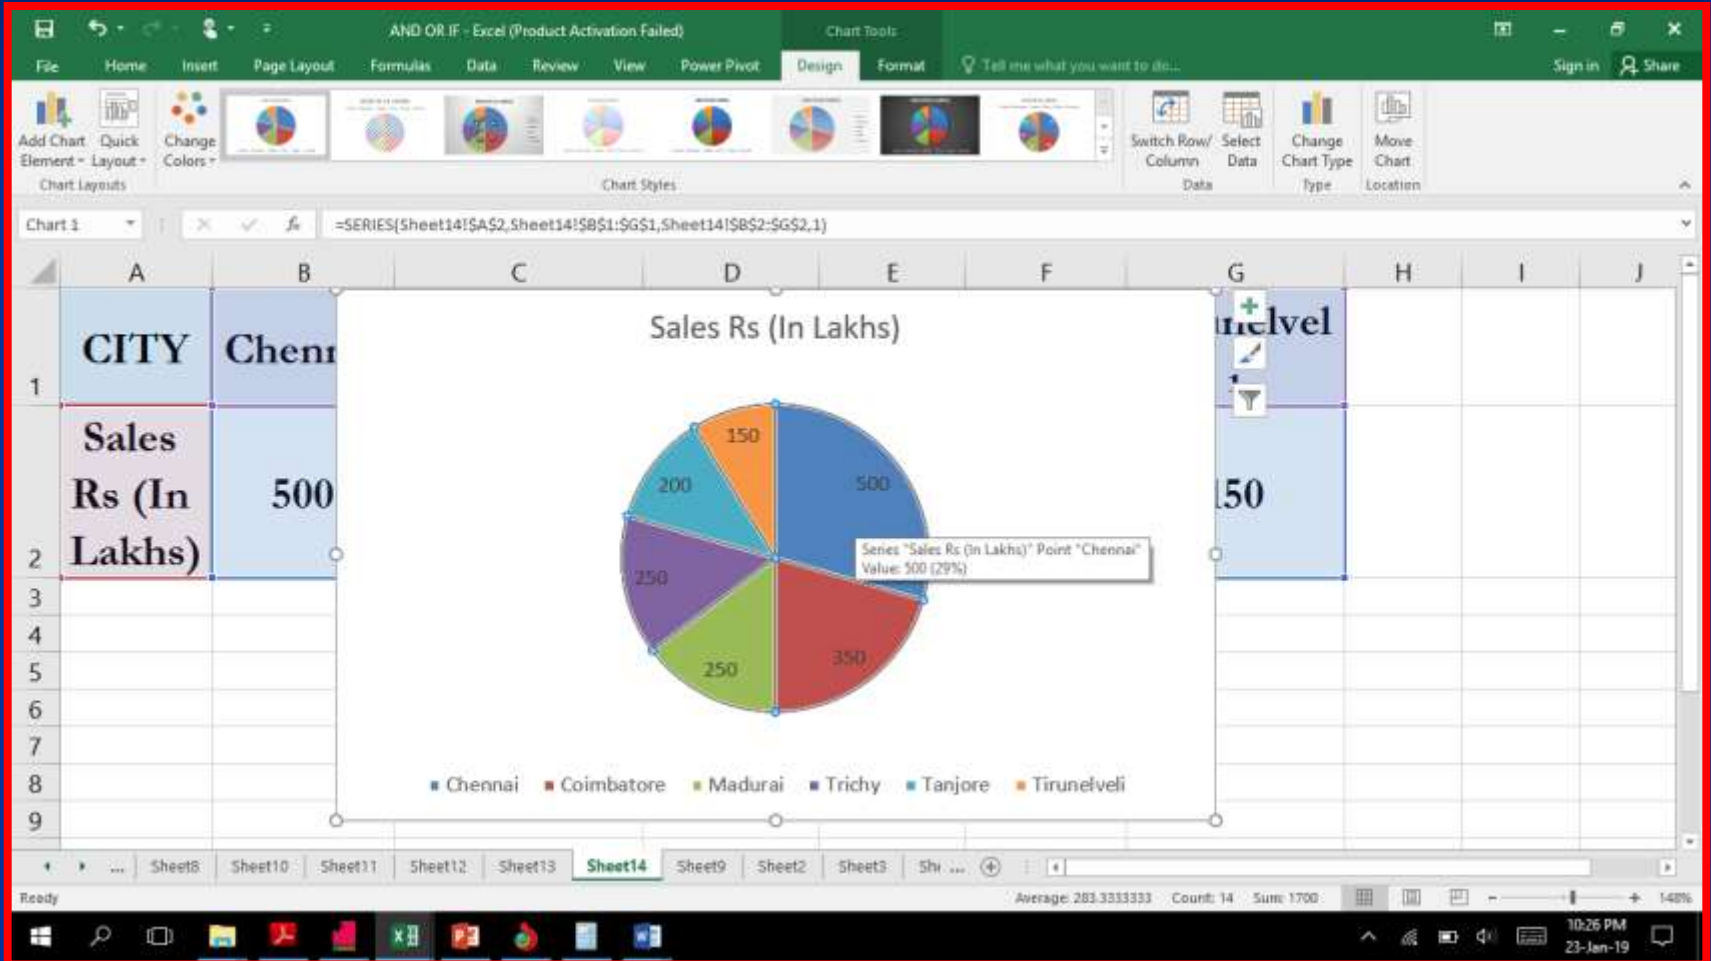 AND OR IF - Excel (Product Activation Failed)
Chart Tools
File Home Insert Page Layout Formulas Data Review View Power Pivot Design Format Tell me what you want to do... Sign in Share
Add Chart Element Quick Layout Change Colors Switch Row/ Column Select Data Change Chart Type Move Chart
Chart Layouts Chart Styles Data Type Location
Chart 1 fx =SERIES(Sheet14!$A$2,Sheet14!$B$1:$G$1,Sheet14!$B$2:$G$2,1)
A B C D E F G H I J
1 CITY Chenn
nelvel
Sales Rs (In Lakhs)
2 Sales Rs (In Lakhs) 500 150
150
500
200
250
250
350
Series "Sales Rs (In Lakhs)" Point "Chennai"
Value: 500 (29%)
3
4
5
6
7
8
9
Chennai Coimbatore Madurai Trichy Tanjore Tirunelveli
... Sheet8 Sheet10 Sheet11 Sheet12 Sheet13 Sheet14 Sheet9 Sheet2 Sheet3 She ...
Ready Average: 283.3333333 Count: 14 Sum: 1700 148%
10:26 PM
23-Jan-19